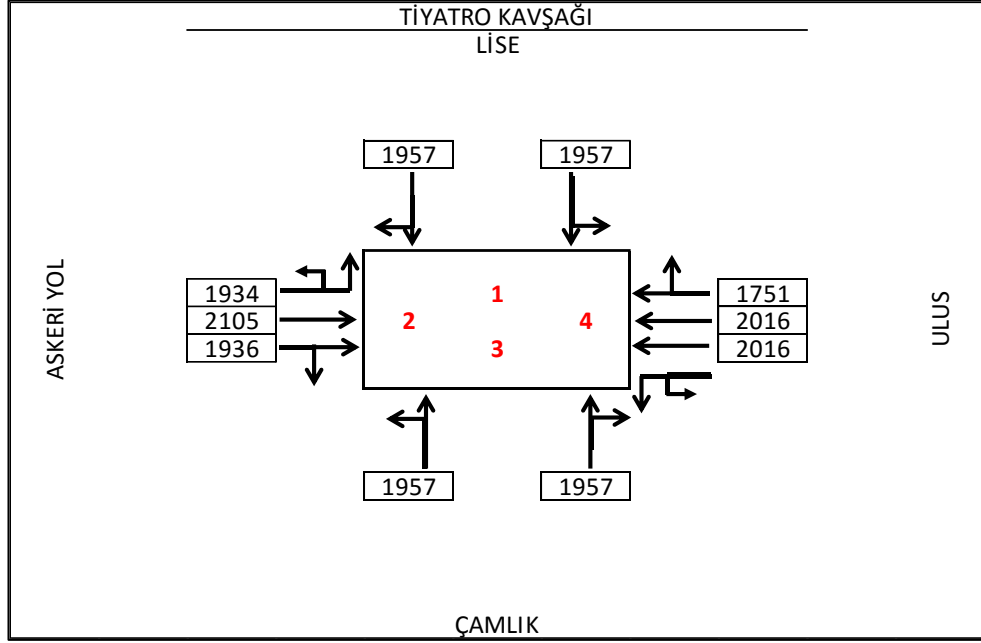 TİYATRO KAVŞAĞI
LİSE
1957 1957
ASKERİ YOL
1934 1 1751
2105 2 4 2016
1936 3 2016
ULUS
1957 1957
ÇAMLIK